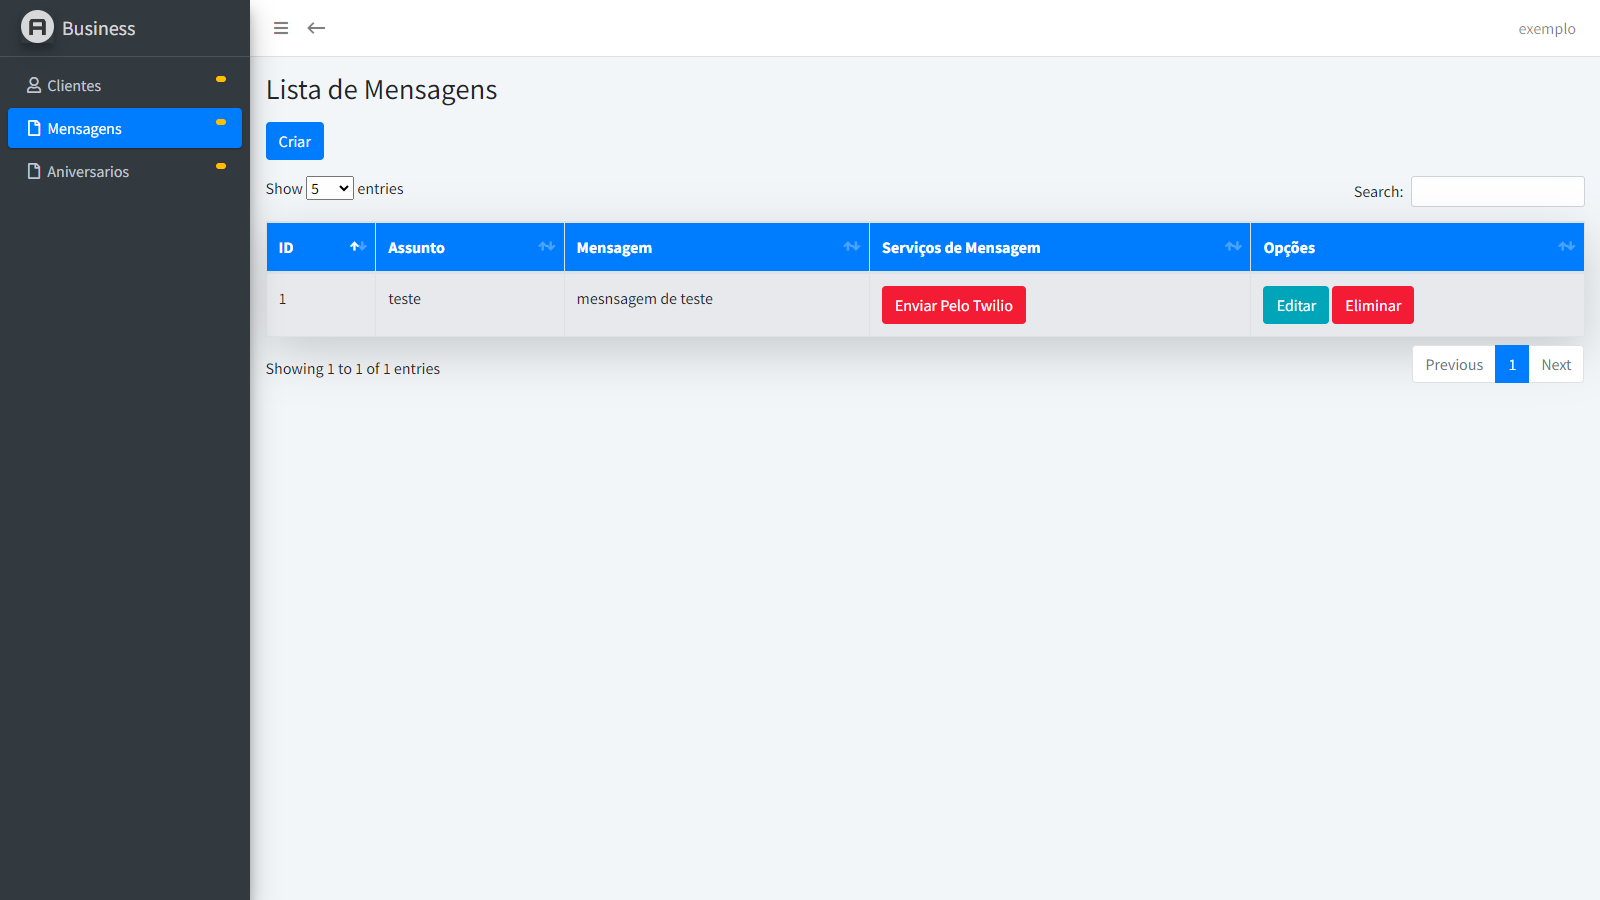 Business
exemplo
Clientes
Mensagens
Aniversarios
Lista de Mensagens
Criar
Show 5 entries
Search:
ID Assunto Mensagem Serviços de Mensagem Opções
1 teste mesnsagem de teste Enviar Pelo Twilio Editar Eliminar
Showing 1 to 1 of 1 entries
Previous 1 Next